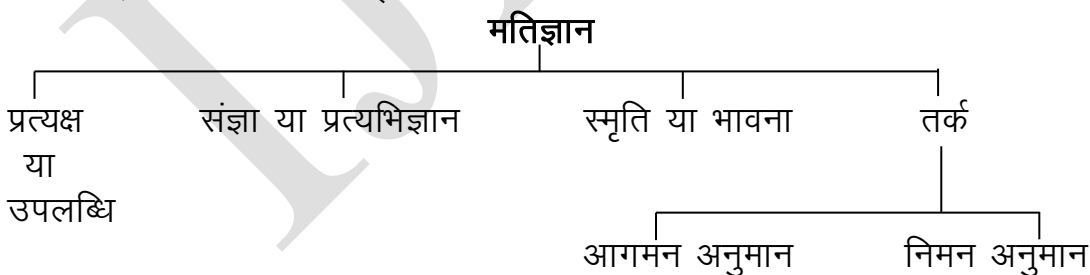 मतिज्ञान
प्रत्यक्ष संज्ञा या प्रत्यभिज्ञान स्मृति या भावना तर्क
या
उपलब्धि
आगमन अनुमान निमन अनुमान